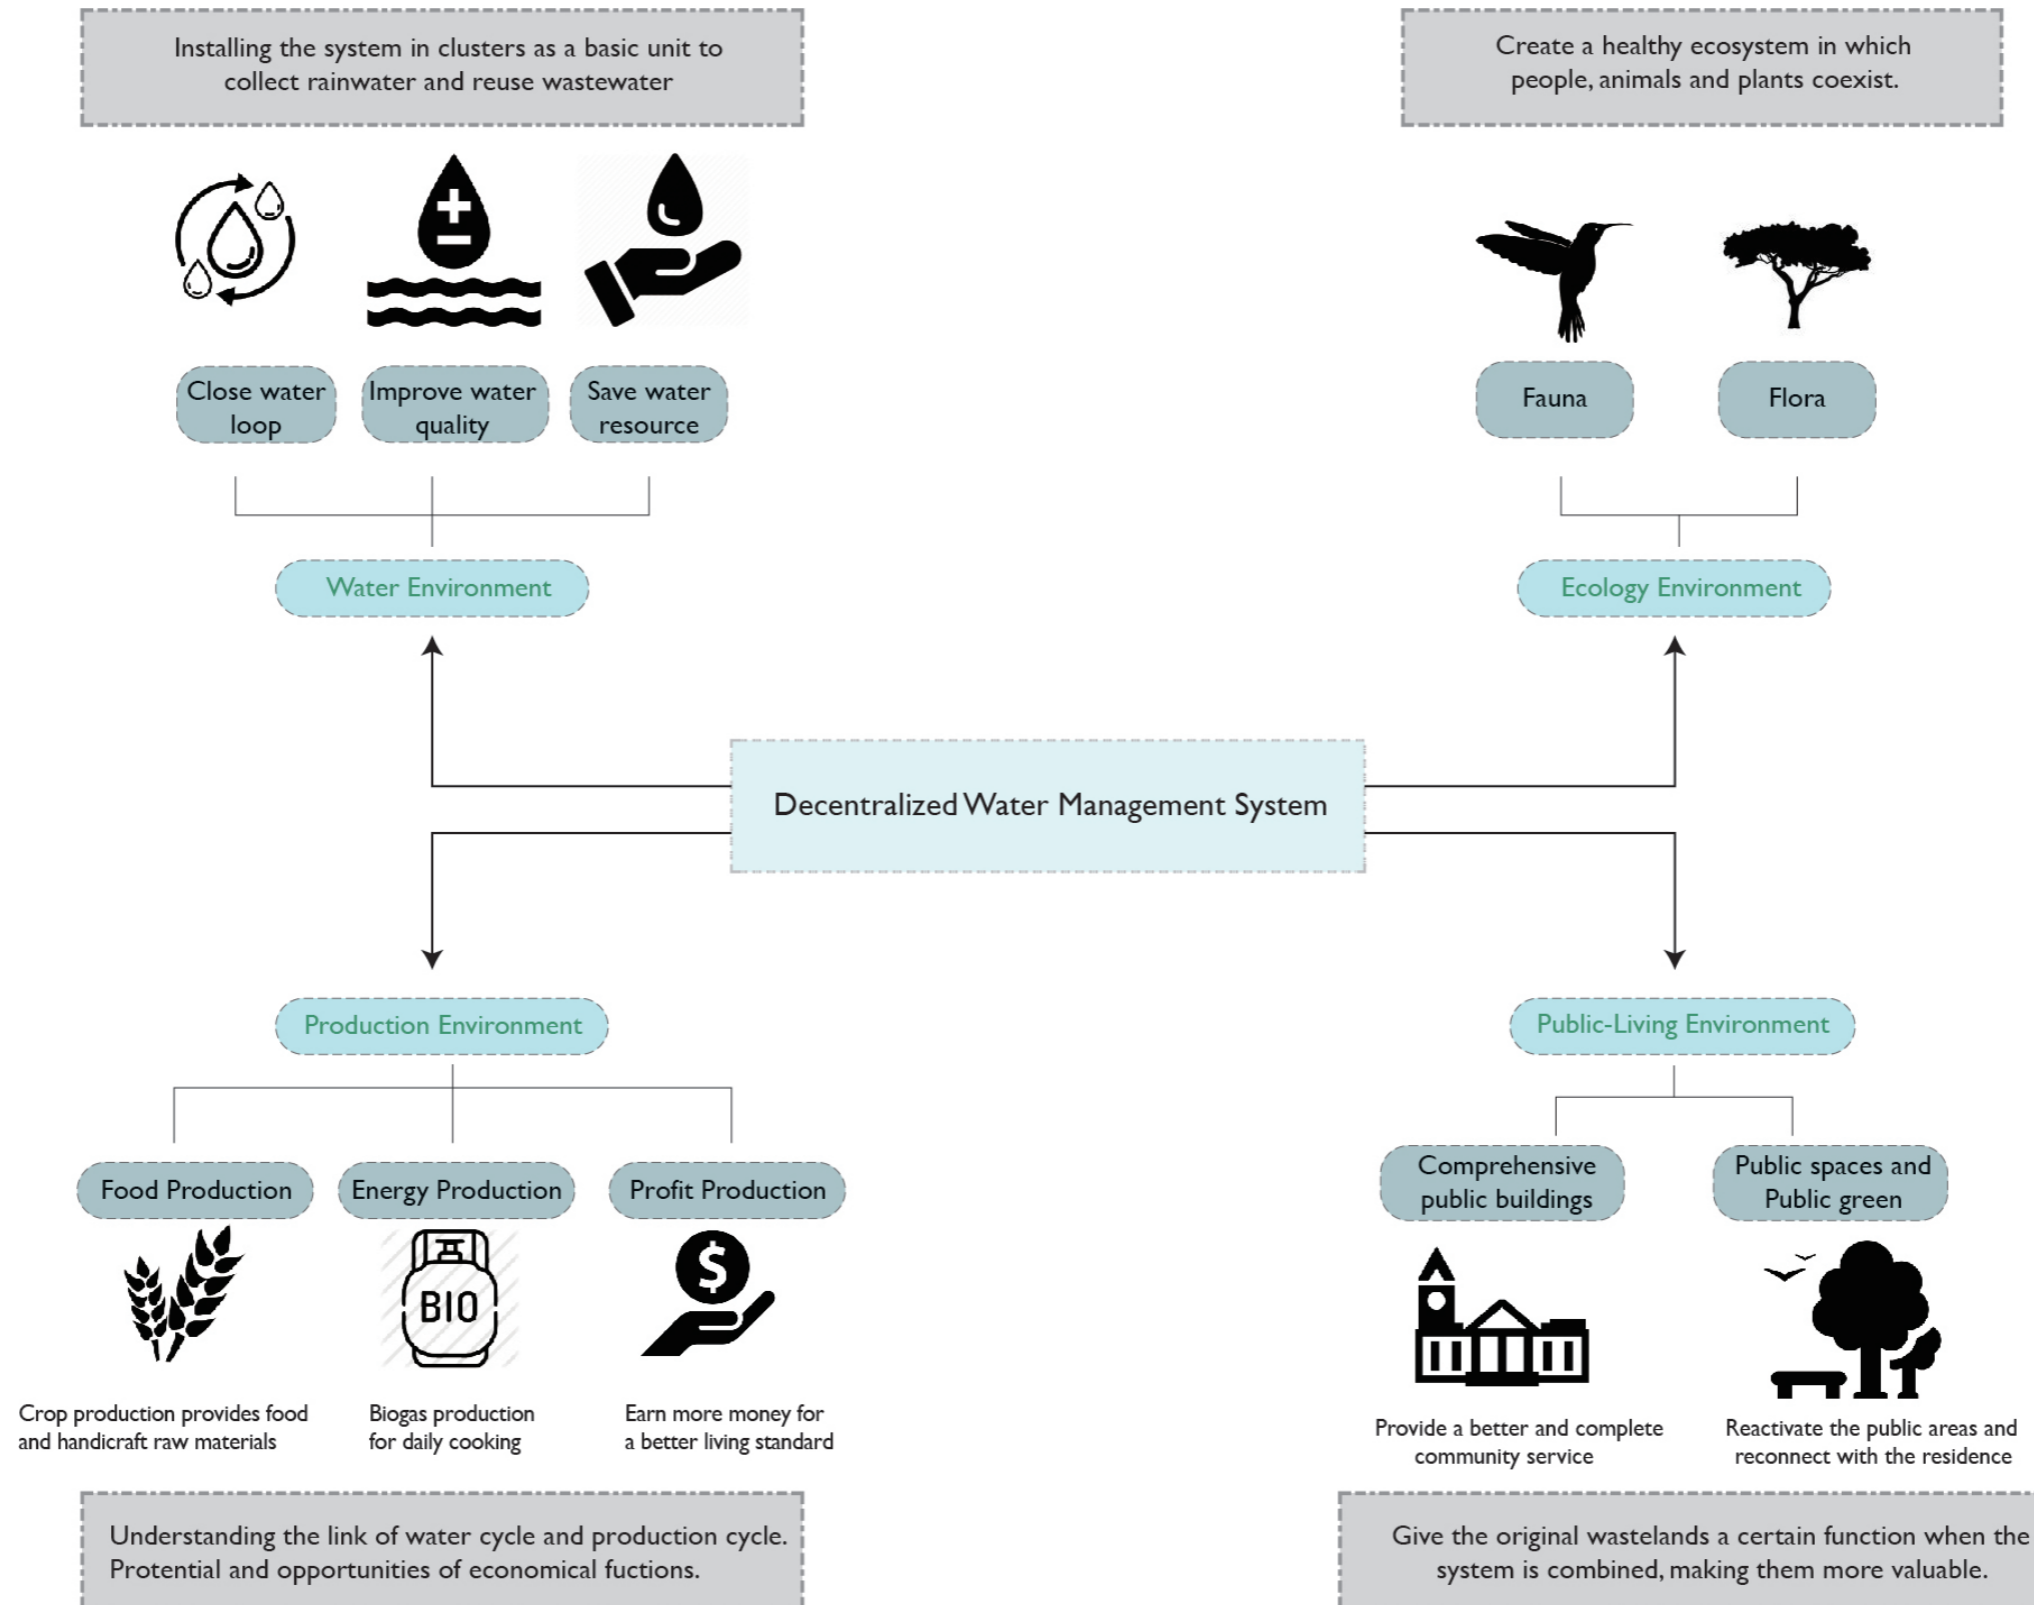 Installing the system in clusters as a basic unit to
collect rainwater and reuse wastewater
Create a healthy ecosystem in which
people, animals and plants coexist.
Close water
loop
Improve water
quality
Save water
resource
Fauna
Flora
Water Environment
Ecology Environment
Decentralized Water Management System
Production Environment
Public-Living Environment
Food Production
Energy Production
Profit Production
Comprehensive
public buildings
Public spaces and
Public green
$
BIO
Crop production provides food
and handicraft raw materials
Biogas production
for daily cooking
Earn more money for
a better living standard
Provide a better and complete
community service
Reactivate the public areas and
reconnect with the residence
Understanding the link of water cycle and production cycle.
Protential and opportunities of economical fuctions.
Give the original wastelands a certain function when the
system is combined, making them more valuable.